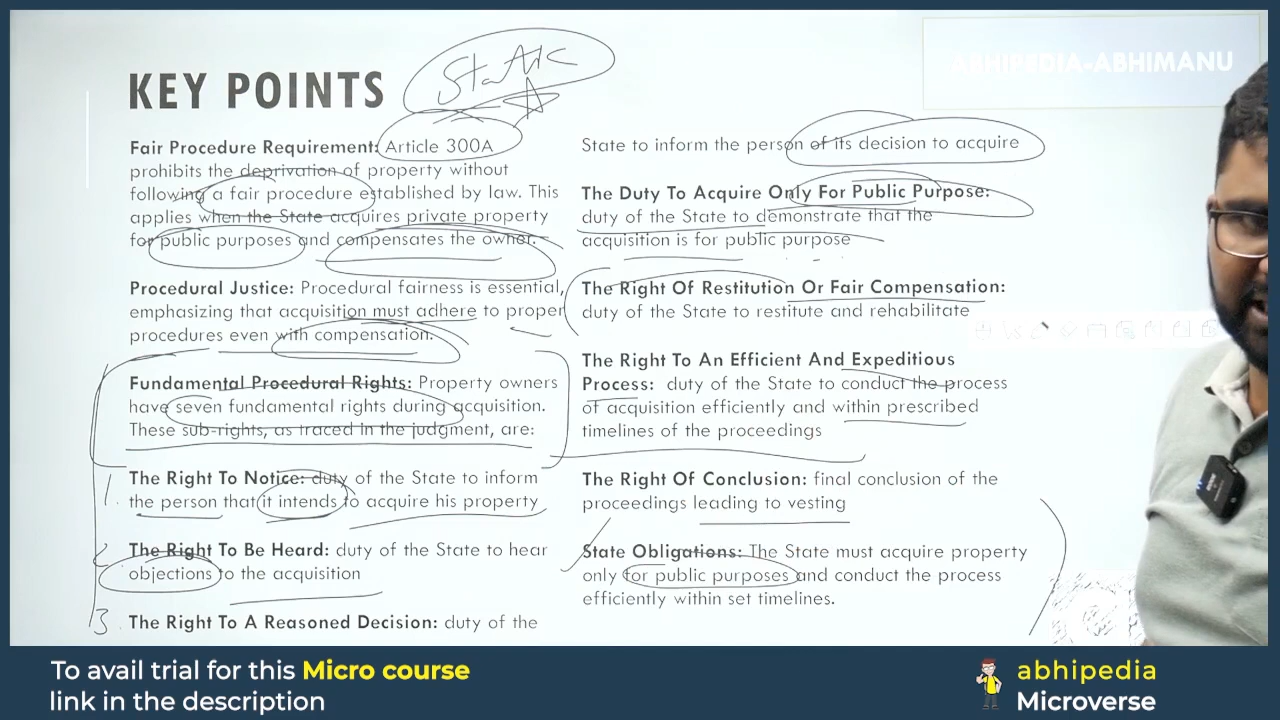 Static
ABHIPEDIA-ABHIMANU
KEY POINTS
Fair Procedure Requirement: Article 300A
prohibits the deprivation of property without
following a fair procedure established by law. This
applies when the State acquires private property
for public purposes and compensates the owner.
Procedural Justice: Procedural fairness is essential,
emphasizing that acquisition must adhere to proper
procedures even with compensation.
Fundamental Procedural Rights: Property owners
have seven fundamental rights during acquisition.
These sub-rights, as traced in the judgment, are:
1. The Right To Notice: duty of the State to inform
the person that it intends to acquire his property
2 The Right To Be Heard: duty of the State to hear
objections to the acquisition
3 The Right To A Reasoned Decision: duty of the
State to inform the person of its decision to acquire
The Duty To Acquire Only For Public Purpose:
duty of the State to demonstrate that the
acquisition is for public purpose
The Right Of Restitution Or Fair Compensation:
duty of the State to restitute and rehabilitate
The Right To An Efficient And Expeditious
Process: duty of the State to conduct the process
of acquisition efficiently and within prescribed
timelines of the proceedings
The Right Of Conclusion: final conclusion of the
proceedings leading to vesting
State Obligations: The State must acquire property
only for public purposes and conduct the process
efficiently within set timelines.
To avail trial for this Micro course
link in the description
abhipedia
Microverse